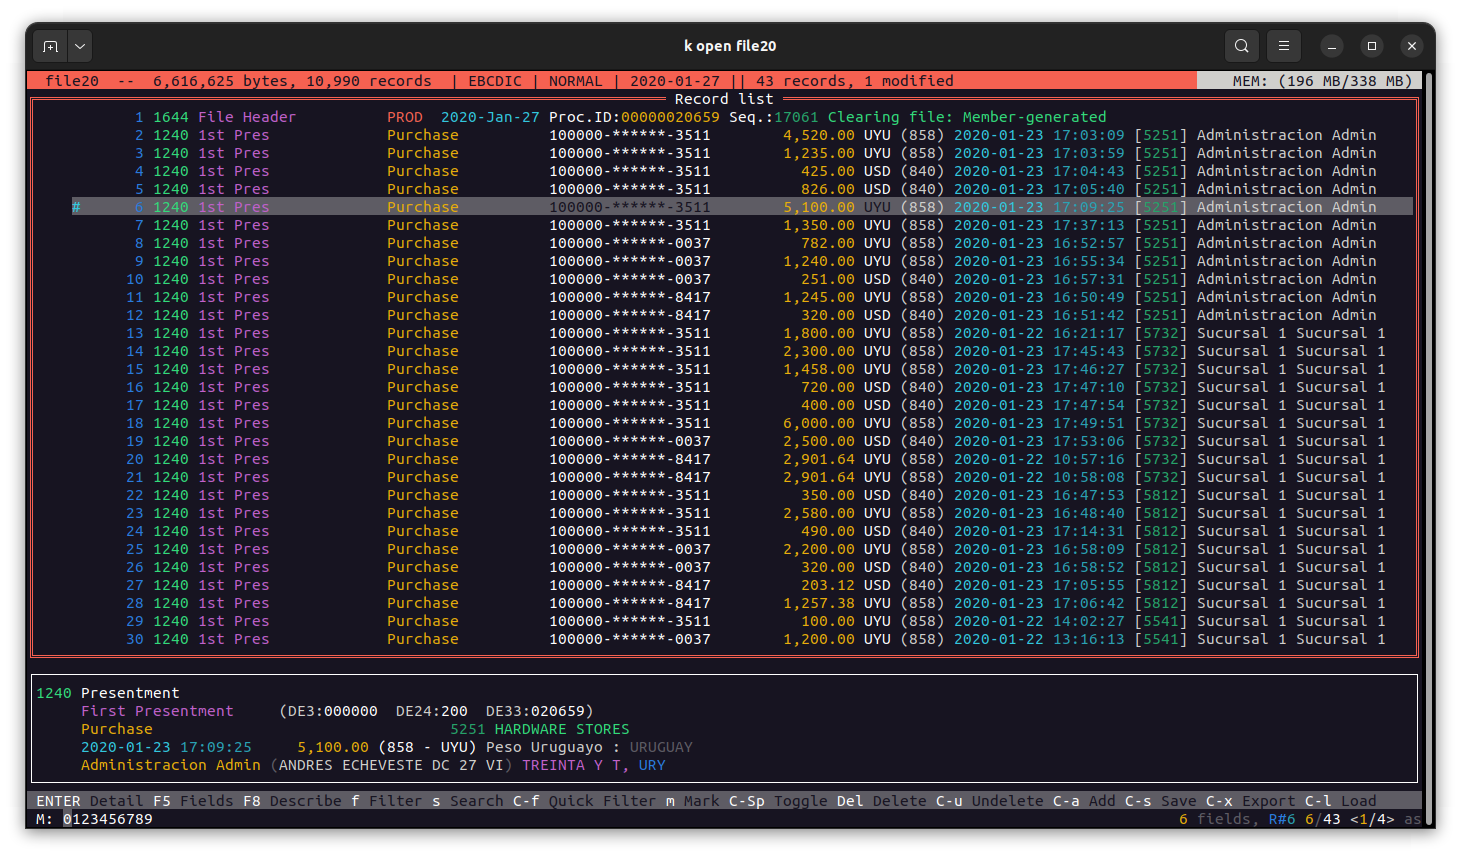 k open file20
file20  --  6,616,625 bytes, 10,990 records  | EBCDIC | NORMAL | 2020-01-27 || 43 records, 1 modified  MEM: (196 MB/338 MB)
Record list
1 1644 File Header PROD 2020-Jan-27 Proc.ID:00000020659 Seq.:17061 Clearing file: Member-generated
2 1240 1st Pres Purchase 100000-******-3511 4,520.00 UYU (858) 2020-01-23 17:03:09 [5251] Administracion Admin
3 1240 1st Pres Purchase 100000-******-3511 1,235.00 UYU (858) 2020-01-23 17:03:59 [5251] Administracion Admin
4 1240 1st Pres Purchase 100000-******-3511 425.00 USD (840) 2020-01-23 17:04:43 [5251] Administracion Admin
5 1240 1st Pres Purchase 100000-******-3511 826.00 USD (840) 2020-01-23 17:05:40 [5251] Administracion Admin
# 6 1240 1st Pres Purchase 100000-******-3511 5,100.00 UYU (858) 2020-01-23 17:09:25 [5251] Administracion Admin
7 1240 1st Pres Purchase 100000-******-3511 1,350.00 UYU (858) 2020-01-23 17:37:13 [5251] Administracion Admin
8 1240 1st Pres Purchase 100000-******-0037 782.00 UYU (858) 2020-01-23 16:52:57 [5251] Administracion Admin
9 1240 1st Pres Purchase 100000-******-0037 1,240.00 UYU (858) 2020-01-23 16:55:34 [5251] Administracion Admin
10 1240 1st Pres Purchase 100000-******-0037 251.00 USD (840) 2020-01-23 16:57:31 [5251] Administracion Admin
11 1240 1st Pres Purchase 100000-******-8417 1,245.00 UYU (858) 2020-01-23 16:50:49 [5251] Administracion Admin
12 1240 1st Pres Purchase 100000-******-8417 320.00 USD (840) 2020-01-23 16:51:42 [5251] Administracion Admin
13 1240 1st Pres Purchase 100000-******-3511 1,800.00 UYU (858) 2020-01-22 16:21:17 [5732] Sucursal 1 Sucursal 1
14 1240 1st Pres Purchase 100000-******-3511 2,300.00 UYU (858) 2020-01-23 17:45:43 [5732] Sucursal 1 Sucursal 1
15 1240 1st Pres Purchase 100000-******-3511 1,458.00 UYU (858) 2020-01-23 17:46:27 [5732] Sucursal 1 Sucursal 1
16 1240 1st Pres Purchase 100000-******-3511 720.00 USD (840) 2020-01-23 17:47:10 [5732] Sucursal 1 Sucursal 1
17 1240 1st Pres Purchase 100000-******-3511 400.00 USD (840) 2020-01-23 17:47:54 [5732] Sucursal 1 Sucursal 1
18 1240 1st Pres Purchase 100000-******-3511 6,000.00 UYU (858) 2020-01-23 17:49:51 [5732] Sucursal 1 Sucursal 1
19 1240 1st Pres Purchase 100000-******-0037 2,500.00 USD (840) 2020-01-23 17:53:06 [5732] Sucursal 1 Sucursal 1
20 1240 1st Pres Purchase 100000-******-8417 2,901.64 UYU (858) 2020-01-22 10:57:16 [5732] Sucursal 1 Sucursal 1
21 1240 1st Pres Purchase 100000-******-8417 2,901.64 UYU (858) 2020-01-22 10:58:08 [5732] Sucursal 1 Sucursal 1
22 1240 1st Pres Purchase 100000-******-3511 350.00 USD (840) 2020-01-23 16:47:53 [5812] Sucursal 1 Sucursal 1
23 1240 1st Pres Purchase 100000-******-3511 2,580.00 UYU (858) 2020-01-23 16:48:40 [5812] Sucursal 1 Sucursal 1
24 1240 1st Pres Purchase 100000-******-3511 490.00 USD (840) 2020-01-23 17:14:31 [5812] Sucursal 1 Sucursal 1
25 1240 1st Pres Purchase 100000-******-0037 2,200.00 UYU (858) 2020-01-23 16:58:09 [5812] Sucursal 1 Sucursal 1
26 1240 1st Pres Purchase 100000-******-0037 320.00 USD (840) 2020-01-23 16:58:52 [5812] Sucursal 1 Sucursal 1
27 1240 1st Pres Purchase 100000-******-8417 203.12 USD (840) 2020-01-23 17:05:55 [5812] Sucursal 1 Sucursal 1
28 1240 1st Pres Purchase 100000-******-8417 1,257.38 UYU (858) 2020-01-23 17:06:42 [5812] Sucursal 1 Sucursal 1
29 1240 1st Pres Purchase 100000-******-3511 100.00 UYU (858) 2020-01-22 14:02:27 [5541] Sucursal 1 Sucursal 1
30 1240 1st Pres Purchase 100000-******-0037 1,200.00 UYU (858) 2020-01-22 13:16:13 [5541] Sucursal 1 Sucursal 1
1240 Presentment
First Presentment (DE3:000000 DE24:200 DE33:020659)
Purchase 5251 HARDWARE STORES
2020-01-23 17:09:25 5,100.00 (858 - UYU) Peso Uruguayo : URUGUAY
Administracion Admin (ANDRES ECHEVESTE DC 27 VI) TREINTA Y T, URY
ENTER Detail F5 Fields F8 Describe f Filter s Search C-f Quick Filter m Mark C-Sp Toggle Del Delete C-u Undelete C-a Add C-s Save C-x Export C-l Load
M: 0123456789 6 fields, R#6 6/43 <1/4> as